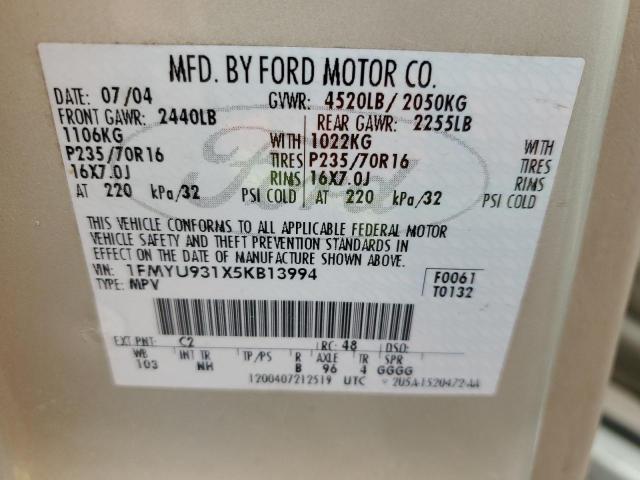 MFD. BY FORD MOTOR CO.
DATE: 07/04 GVWR: 4520LB/ 2050KG
FRONT GAWR: 2440LB REAR GAWR: 2255LB
1106KG WITH 1022KG WITH
P235/70R16 TIRES P235/70R16 TIRES
16X7.0J RIMS 16X7.0J RIMS
AT 220 kPa/32 PSI COLD AT 220 kPa/32 PSI COLD
THIS VEHICLE CONFORMS TO ALL APPLICABLE FEDERAL MOTOR
VEHICLE SAFETY AND THEFT PREVENTION STANDARDS IN
EFFECT ON THE DATE OF MANUFACTURE SHOWN ABOVE.
VIN: 1FMYU931X5KB13994 F0061
TYPE: MPV T0132
EXT PNT: C2 RC: 48 DSO:
WB INT TR TP/PS R AXLE TR SPR
103 NH B 96 4 GGGG
1200407212519 UTC 2U5A-1520472-AA
Ford